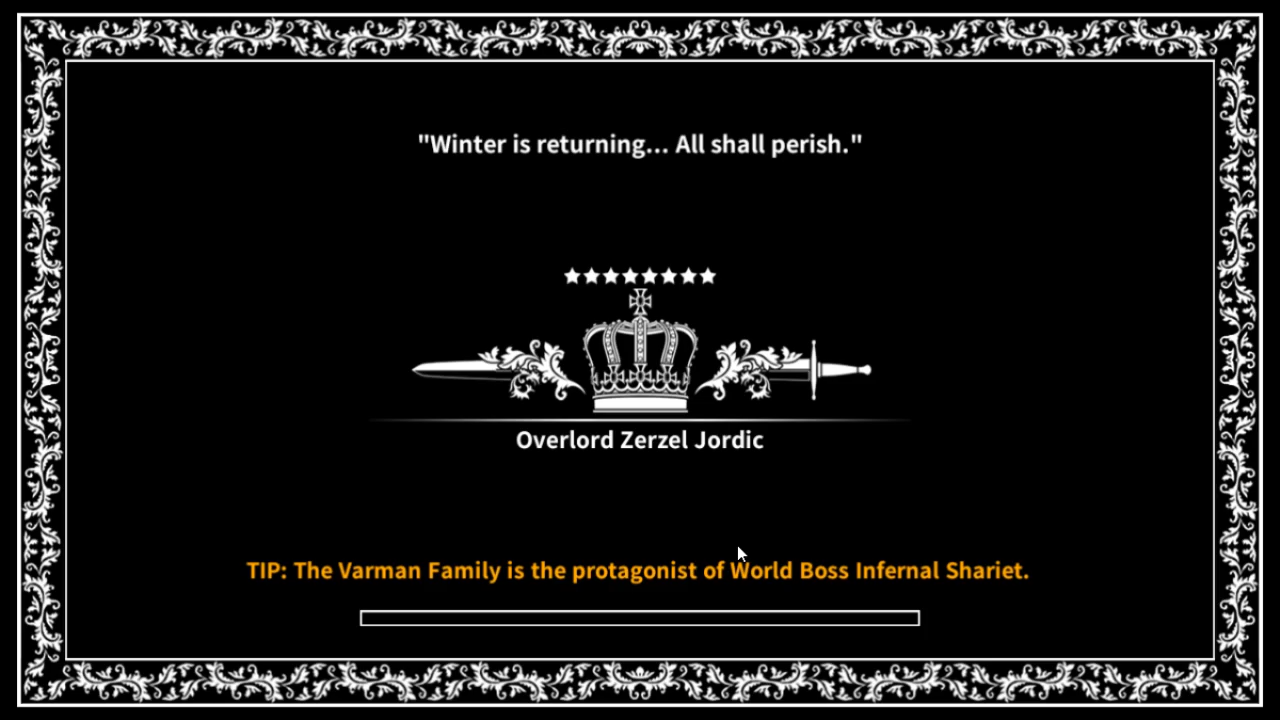 "Winter is returning... All shall perish."
Overlord Zerzel Jordic
TIP: The Varman Family is the protagonist of World Boss Infernal Shariet.